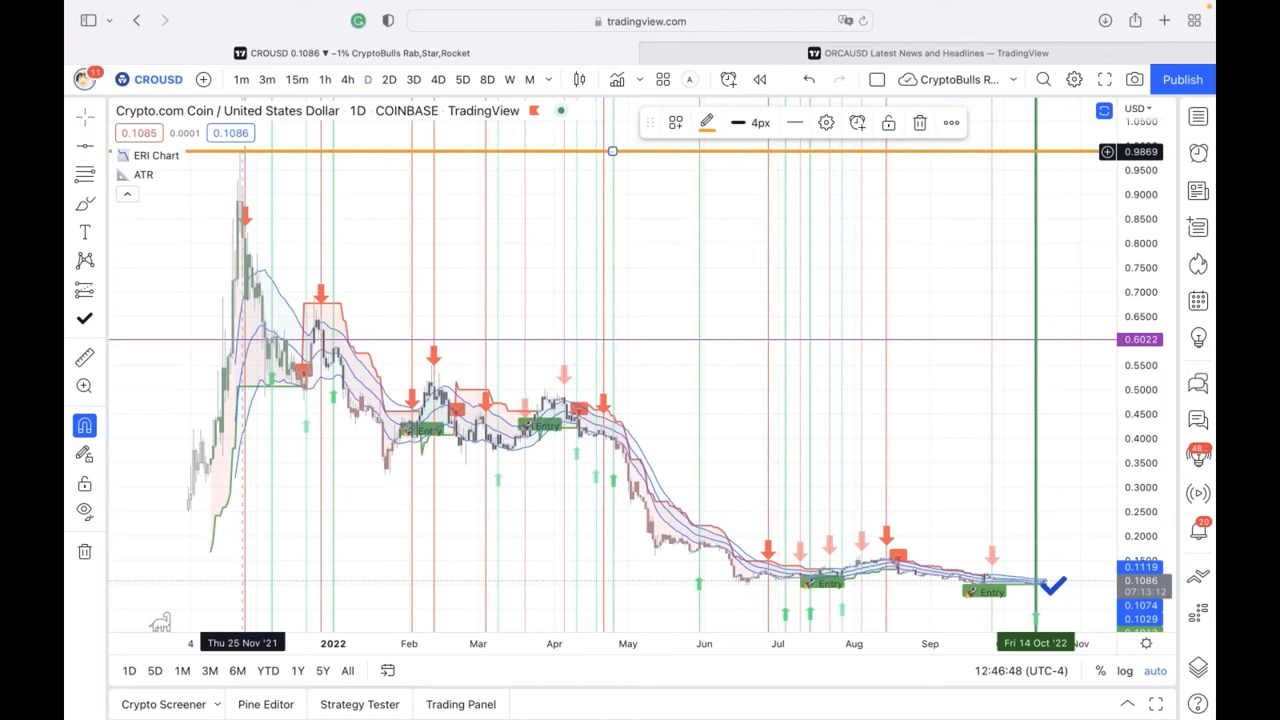 tradingview.com
CROUSD 0.1086 ▼ −1% CryptoBulls Rab,Star,Rocket
ORCAUSD Latest News and Headlines — TradingView
11
CROUSD
1m 3m 15m 1h 4h D 2D 3D 4D 5D 8D W M
A
CryptoBulls R...
Publish
Crypto.com Coin / United States Dollar · 1D · COINBASE · TradingView
USD
4px
1.0500
0.1085 0.0001 0.1086
ERI Chart
0.9869
ATR
0.9500
0.9000
0.8500
0.8000
0.7500
0.7000
0.6500
0.6022
0.5500
0.5000
0.4500
Entry
Entry
0.4000
0.3500
0.3000
48...
0.2500
0.2000
20
0.1500
0.1119
0.1086
07:13:12
Entry
Entry
0.1074
0.1029
4 Thu 25 Nov '21 2022 Feb Mar Apr May Jun Jul Aug Sep Fri 14 Oct '22 Nov
1D 5D 1M 3M 6M YTD 1Y 5Y All
12:46:48 (UTC-4) % log auto
Crypto Screener Pine Editor Strategy Tester Trading Panel